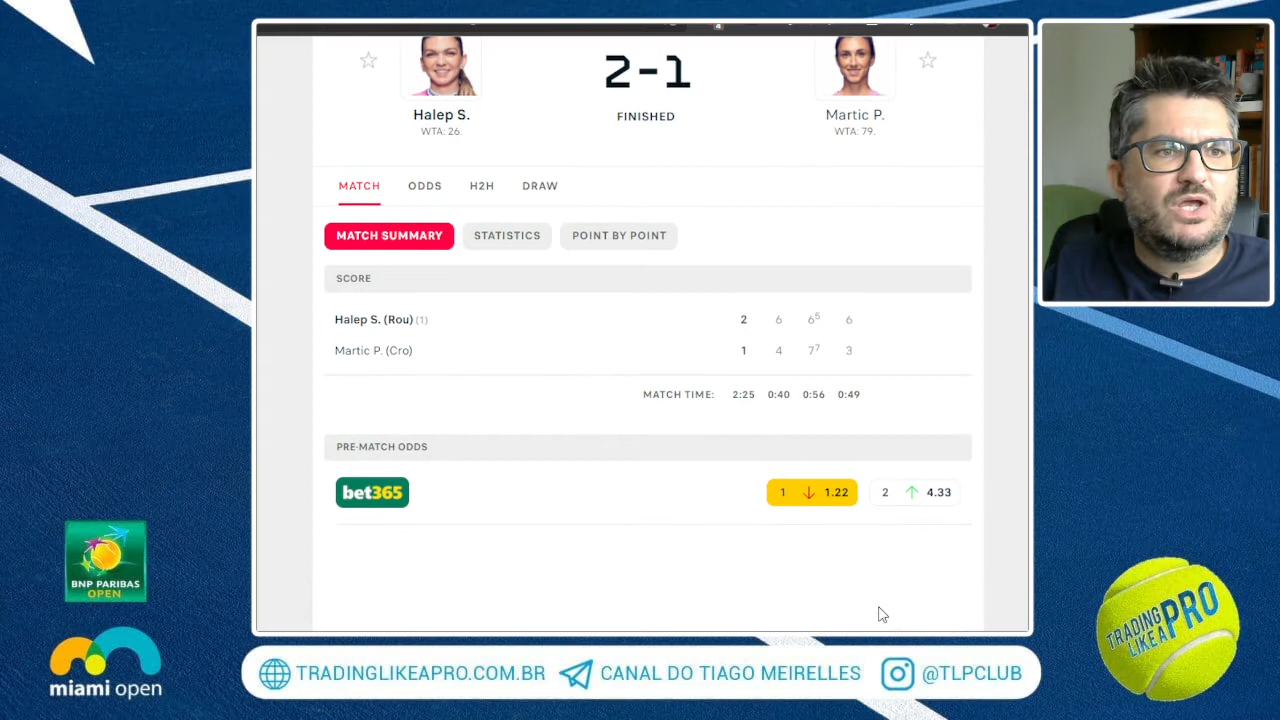 2-1
FINISHED
Halep S.
WTA: 26.
Martic P.
WTA: 79.
MATCH ODDS H2H DRAW
MATCH SUMMARY STATISTICS POINT BY POINT
SCORE
Halep S. (Rou) (1) 2 6 6⁵ 6
Martic P. (Cro) 1 4 7⁷ 3
MATCH TIME: 2:25 0:40 0:56 0:49
PRE-MATCH ODDS
bet365 1 ↓ 1.22 2 ↑ 4.33
BNP PARIBAS
OPEN
miami open
TRADINGLIKEAPRO.COM.BR CANAL DO TIAGO MEIRELLES @TLPCLUB
TRADING
LIKE A
PRO